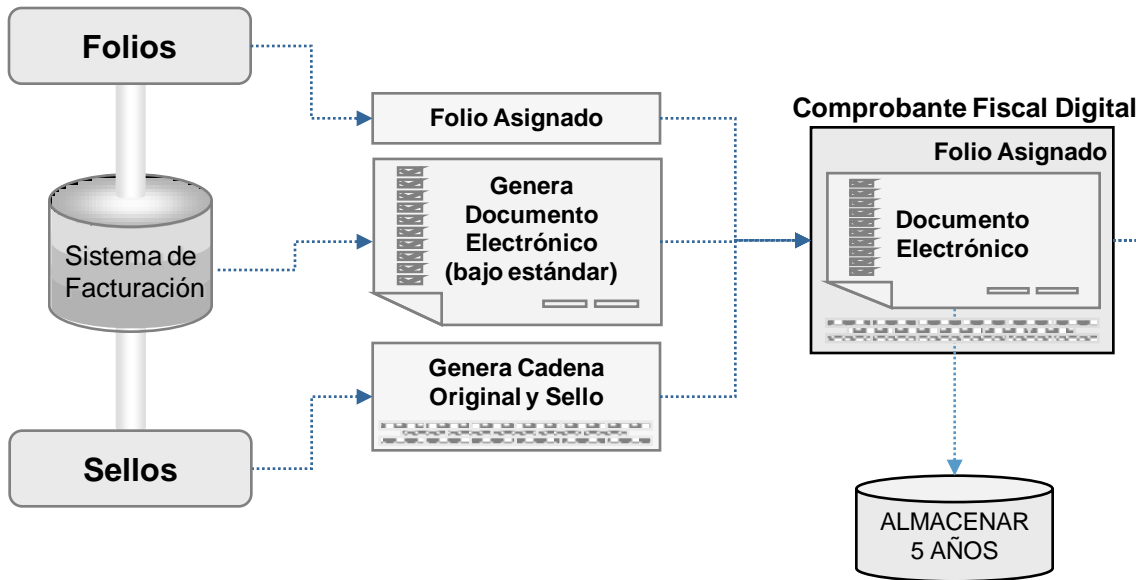 Folios
Sistema de
Facturación
Sellos
Folio Asignado
Genera
Documento
Electrónico
(bajo estándar)
Genera Cadena
Original y Sello
Comprobante Fiscal Digital
Folio Asignado
Documento
Electrónico
ALMACENAR
5 AÑOS